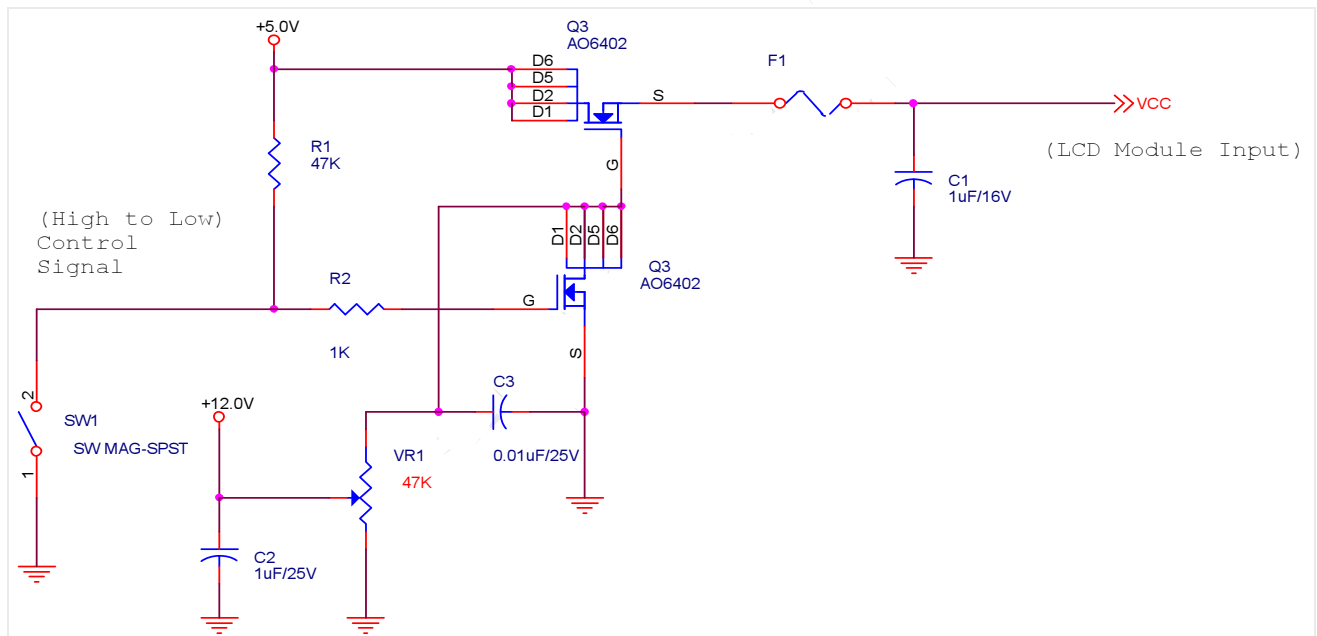 +5.0V
Q3
AO6402
D6
D5
D2
D1
S
G
F1
VCC
(LCD Module Input)
R1
47K
C1
1uF/16V
(High to Low)
Control
Signal
D1
D2
D5
D6
Q3
AO6402
R2
1K
G
S
2
SW1
SW MAG-SPST
1
+12.0V
C3
0.01uF/25V
VR1
47K
C2
1uF/25V